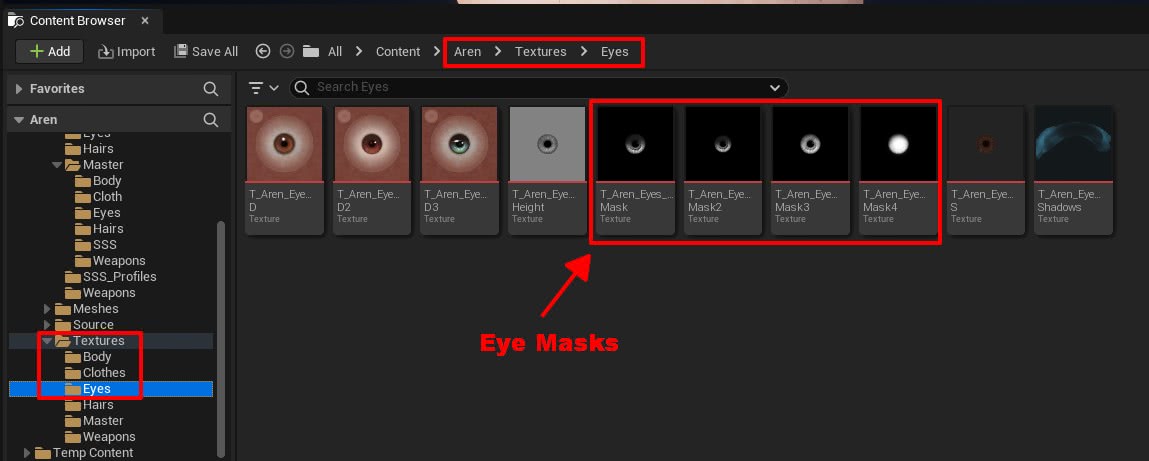 Content Browser
Add Import Save All All Content Aren Textures Eyes
Favorites
Search Eyes
Aren
Eyes
Hairs
Master
Body
Cloth
Eyes
Hairs
SSS
Weapons
SSS_Profiles
Weapons
Meshes
Source
Textures
Body
Clothes
Eyes
Hairs
Master
Weapons
Temp Content
T_Aren_Eye...
D
Texture
T_Aren_Eye...
D2
Texture
T_Aren_Eye...
D3
Texture
T_Aren_Eye...
Height
Texture
T_Aren_Eyes_...
Mask
Texture
T_Aren_Eye...
Mask2
Texture
T_Aren_Eye...
Mask3
Texture
T_Aren_Eye...
Mask4
Texture
T_Aren_Eye...
S
Texture
T_Aren_Eye...
Shadows
Texture
Eye Masks